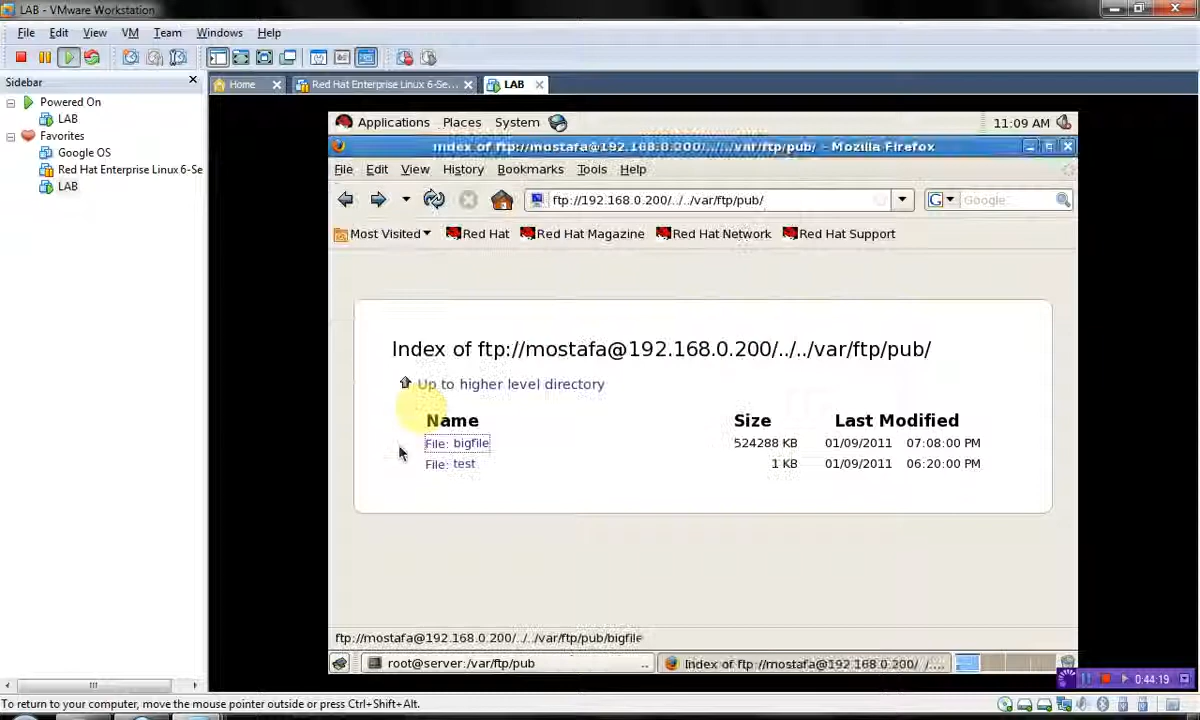 LAB - VMware Workstation
File Edit View VM Team Windows Help
Sidebar
Powered On
LAB
Favorites
Google OS
Red Hat Enterprise Linux 6-Se
LAB
Home
Red Hat Enterprise Linux 6-Se...
LAB
Applications Places System 11:09 AM
Index of ftp://mostafa@192.168.0.200/../../var/ftp/pub/ - Mozilla Firefox
File Edit View History Bookmarks Tools Help
ftp://192.168.0.200/../../var/ftp/pub/
G Google
Most Visited Red Hat Red Hat Magazine Red Hat Network Red Hat Support
Index of ftp://mostafa@192.168.0.200/../../var/ftp/pub/
Up to higher level directory
Name Size Last Modified
File: bigfile 524288 KB 01/09/2011 07:08:00 PM
File: test 1 KB 01/09/2011 06:20:00 PM
ftp://mostafa@192.168.0.200/../../var/ftp/pub/bigfile
root@server:/var/ftp/pub
Index of ftp://mostafa@192.168.0.200/../....
0:44:19
To return to your computer, move the mouse pointer outside or press Ctrl+Shift+Alt.